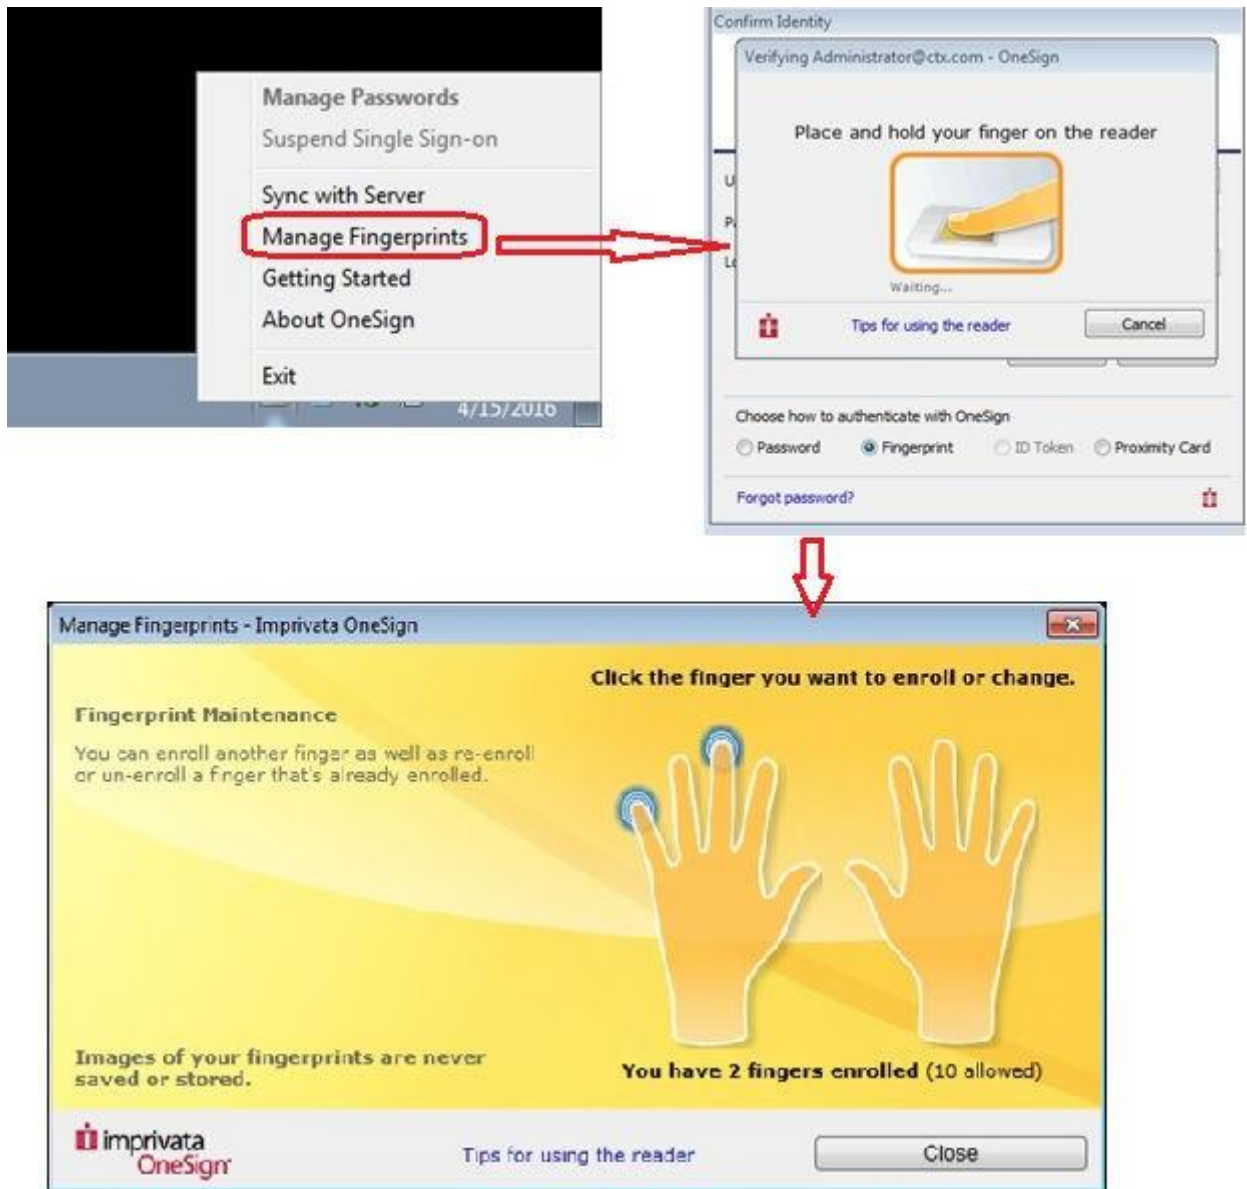 Manage Passwords
Suspend Single Sign-on
Sync with Server
Manage Fingerprints
Getting Started
About OneSign
Exit
4/15/2016
Confirm Identity
Verifying Administrator@ctx.com - OneSign
Place and hold your finger on the reader
U
P
Lo
Waiting...
Tips for using the reader
Cancel
Choose how to authenticate with OneSign
Password Fingerprint ID Token Proximity Card
Forgot password?
Manage Fingerprints - Imprivata OneSign
Click the finger you want to enroll or change.
Fingerprint Maintenance
You can enroll another finger as well as re-enroll
or un-enroll a finger that's already enrolled.
Images of your fingerprints are never
saved or stored.
You have 2 fingers enrolled (10 allowed)
imprivata
OneSign
Tips for using the reader
Close